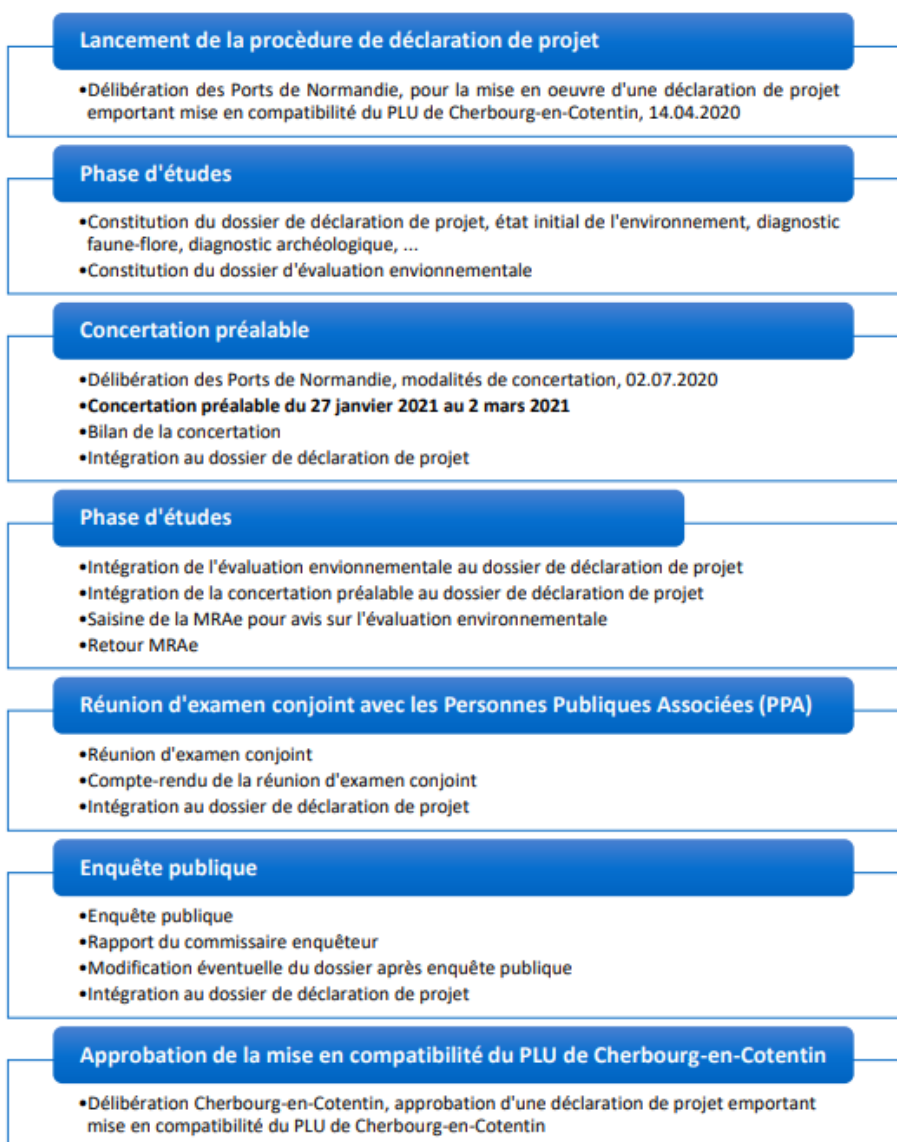 Lancement de la procèdure de déclaration de projet
•Délibération des Ports de Normandie, pour la mise en oeuvre d'une déclaration de projet
emportant mise en compatibilité du PLU de Cherbourg-en-Cotentin, 14.04.2020
Phase d'études
•Constitution du dossier de déclaration de projet, état initial de l'environnement, diagnostic
faune-flore, diagnostic archéologique, ...
•Constitution du dossier d'évaluation envionnementale
Concertation préalable
•Délibération des Ports de Normandie, modalités de concertation, 02.07.2020
•Concertation préalable du 27 janvier 2021 au 2 mars 2021
•Bilan de la concertation
•Intégration au dossier de déclaration de projet
Phase d'études
•Intégration de l'évaluation envionnementale au dossier de déclaration de projet
•Intégration de la concertation préalable au dossier de déclaration de projet
•Saisine de la MRAe pour avis sur l'évaluation environnementale
•Retour MRAe
Réunion d'examen conjoint avec les Personnes Publiques Associées (PPA)
•Réunion d'examen conjoint
•Compte-rendu de la réunion d'examen conjoint
•Intégration au dossier de déclaration de projet
Enquête publique
•Enquête publique
•Rapport du commissaire enquêteur
•Modification éventuelle du dossier après enquête publique
•Intégration au dossier de déclaration de projet
Approbation de la mise en compatibilité du PLU de Cherbourg-en-Cotentin
•Délibération Cherbourg-en-Cotentin, approbation d'une déclaration de projet emportant
mise en compatibilité du PLU de Cherbourg-en-Cotentin